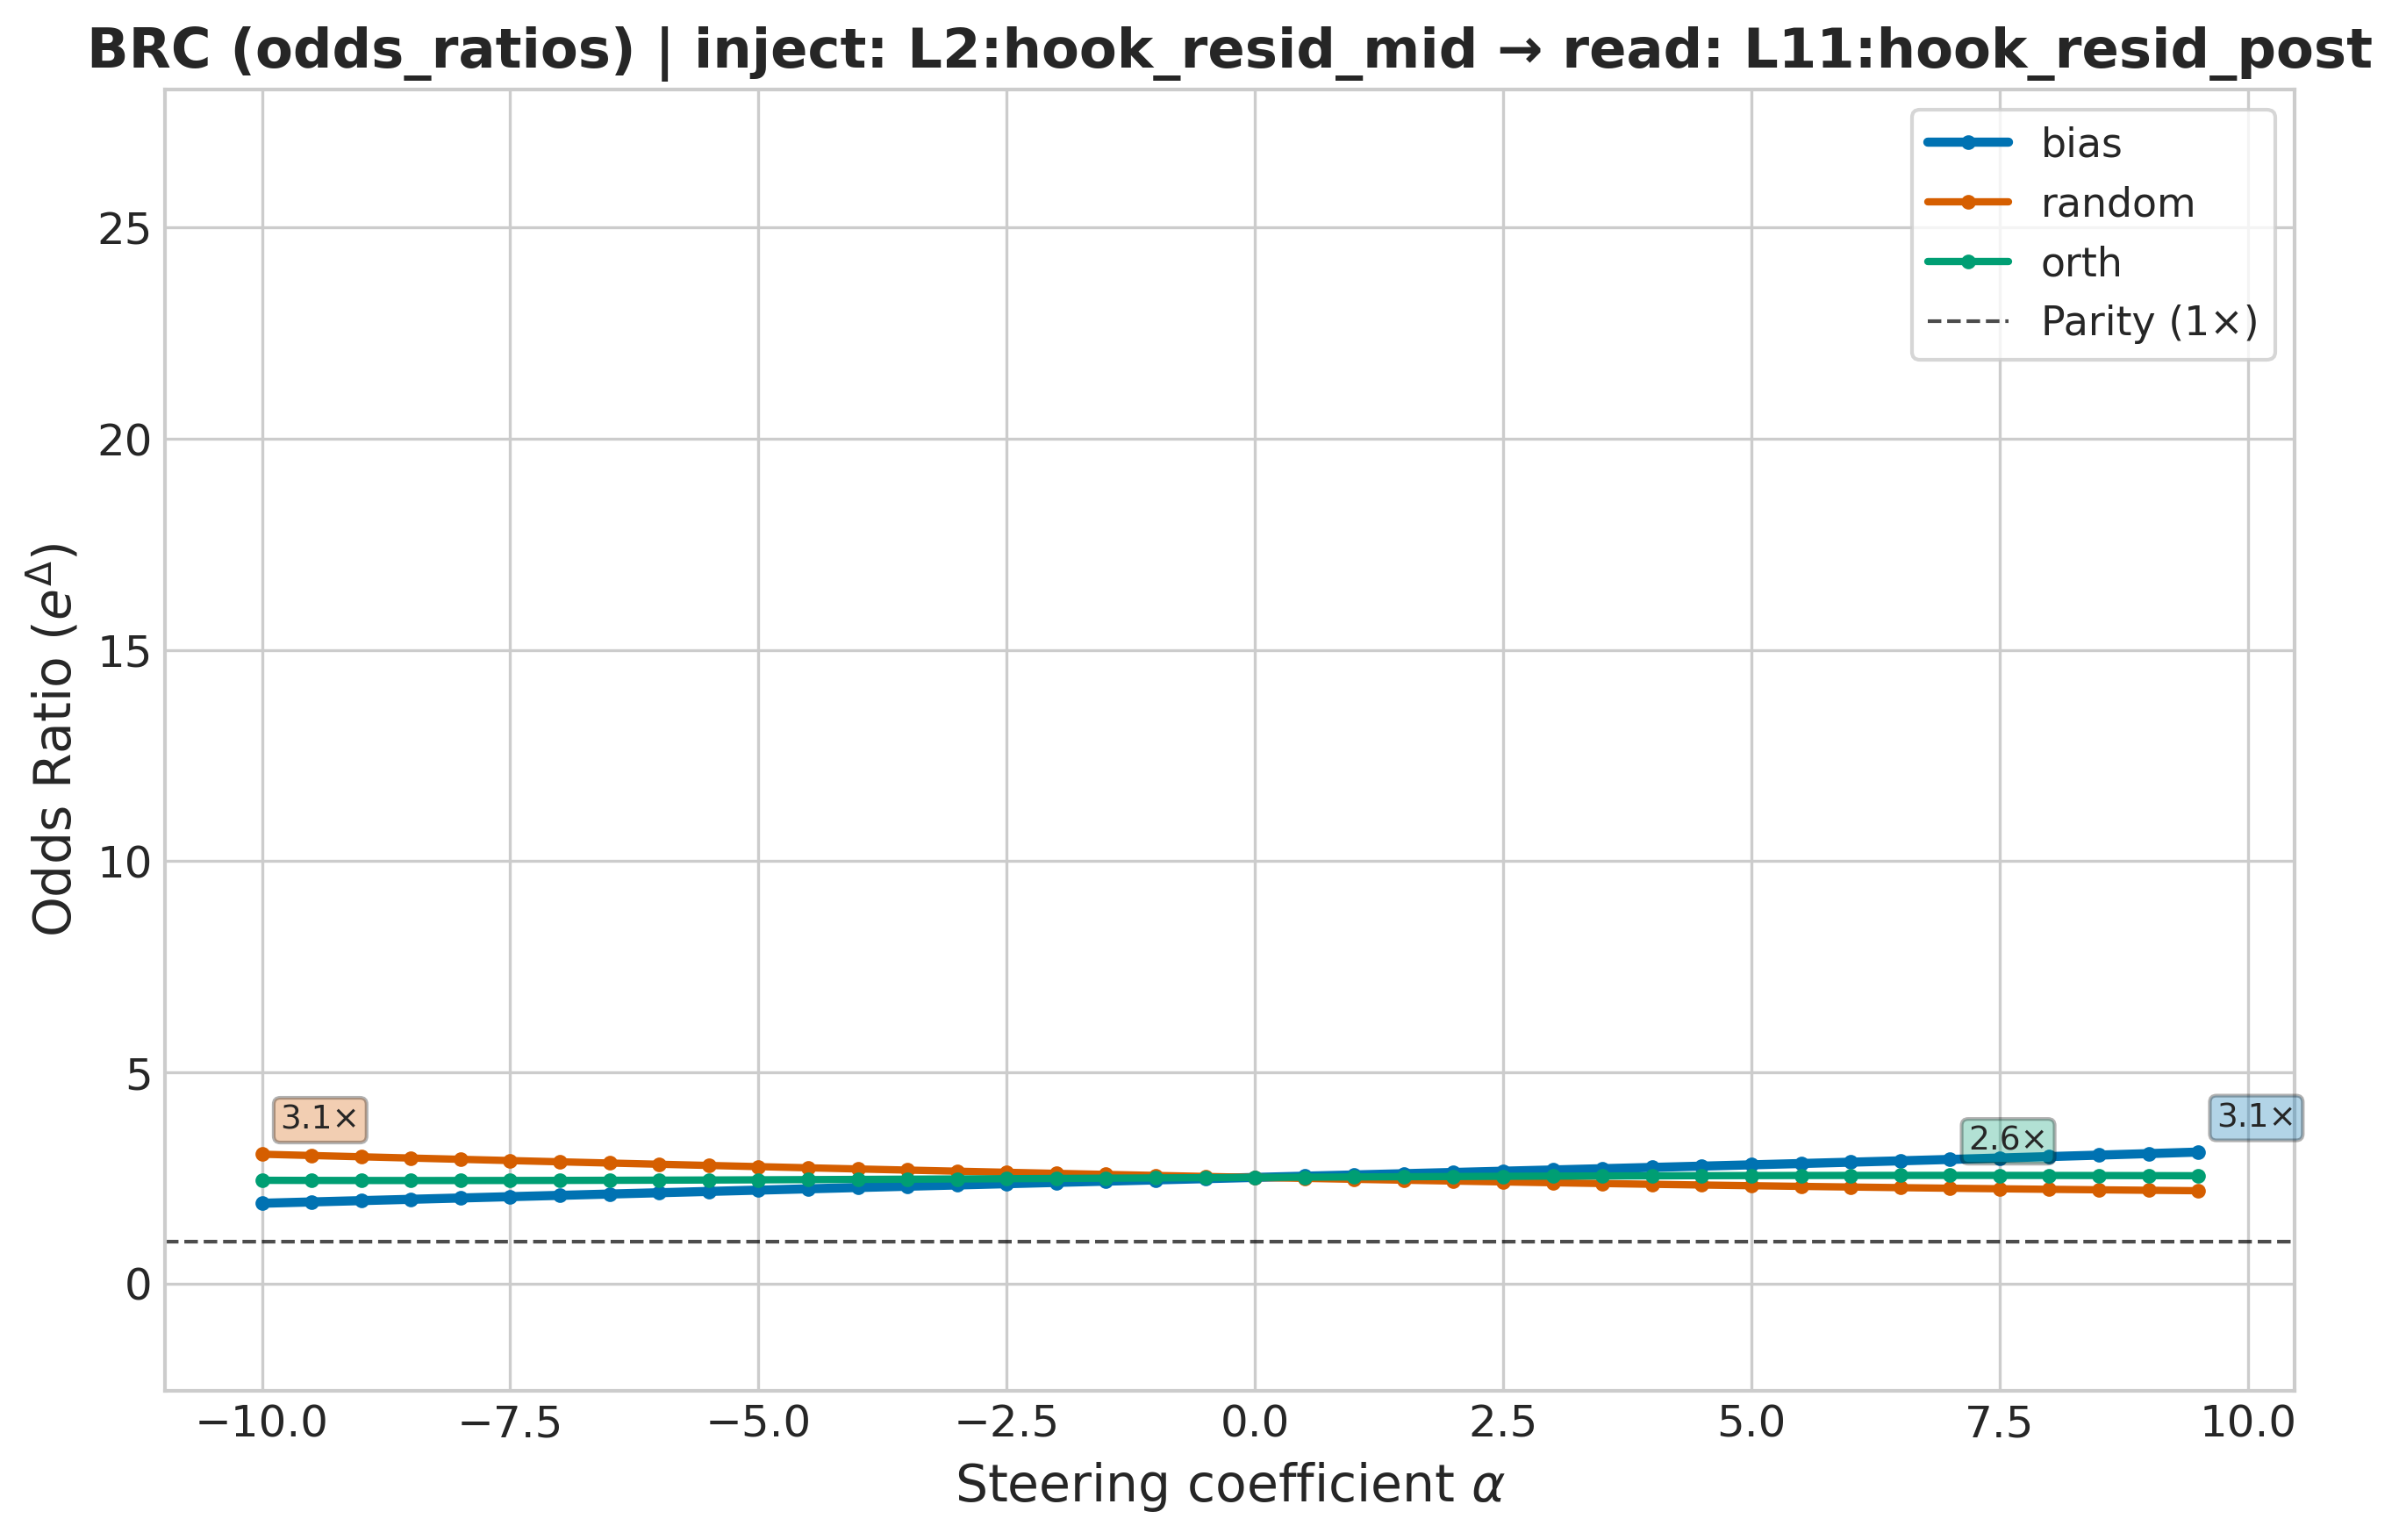 BRC (odds_ratios) | inject: L2:hook_resid_mid → read: L11:hook_resid_post
bias
random
orth
Parity (1×)
Odds Ratio (e^Δ)
25
20
15
10
5
0
3.1×
2.6×
3.1×
−10.0 −7.5 −5.0 −2.5 0.0 2.5 5.0 7.5 10.0
Steering coefficient α